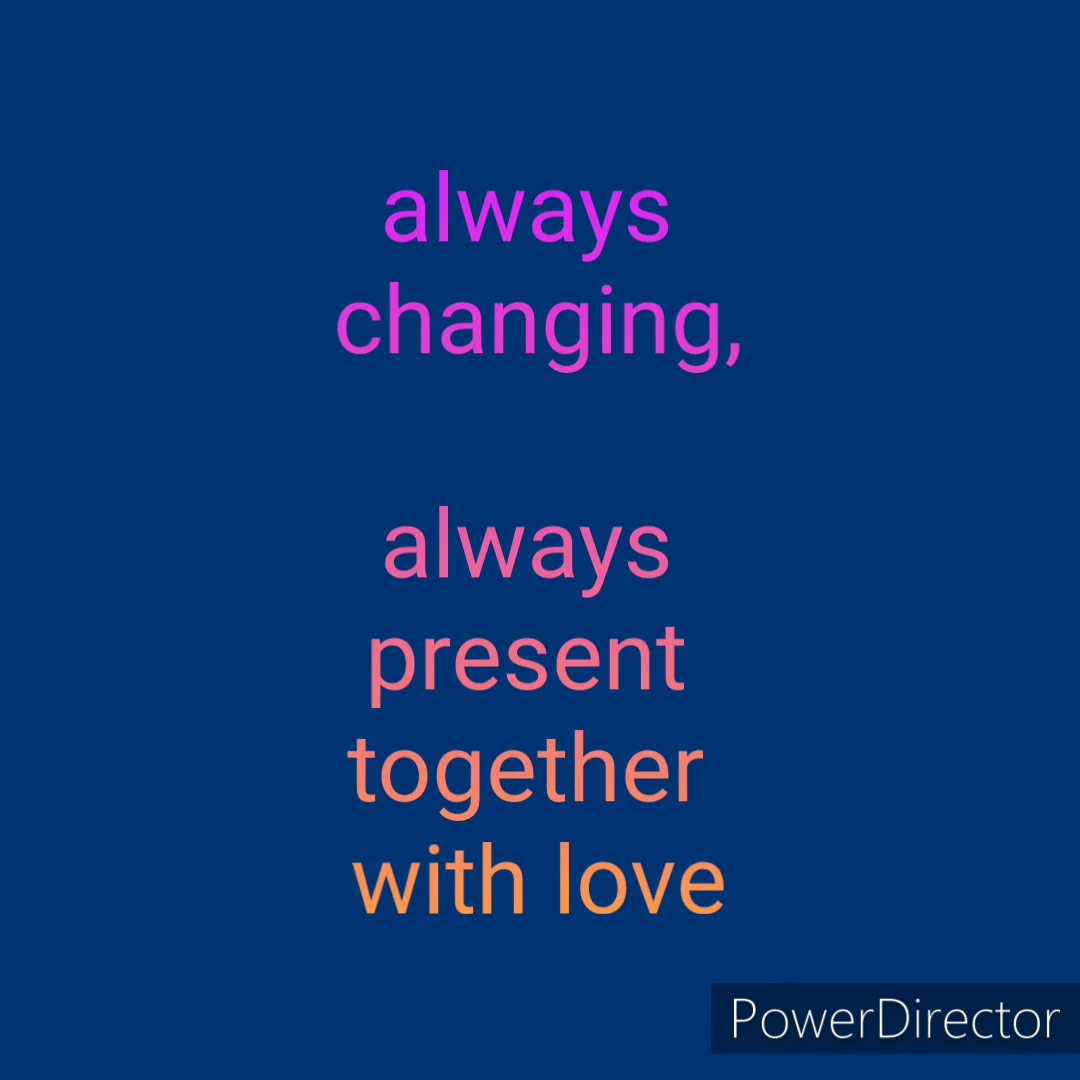 always
changing,
always
present
together
with love
PowerDirector